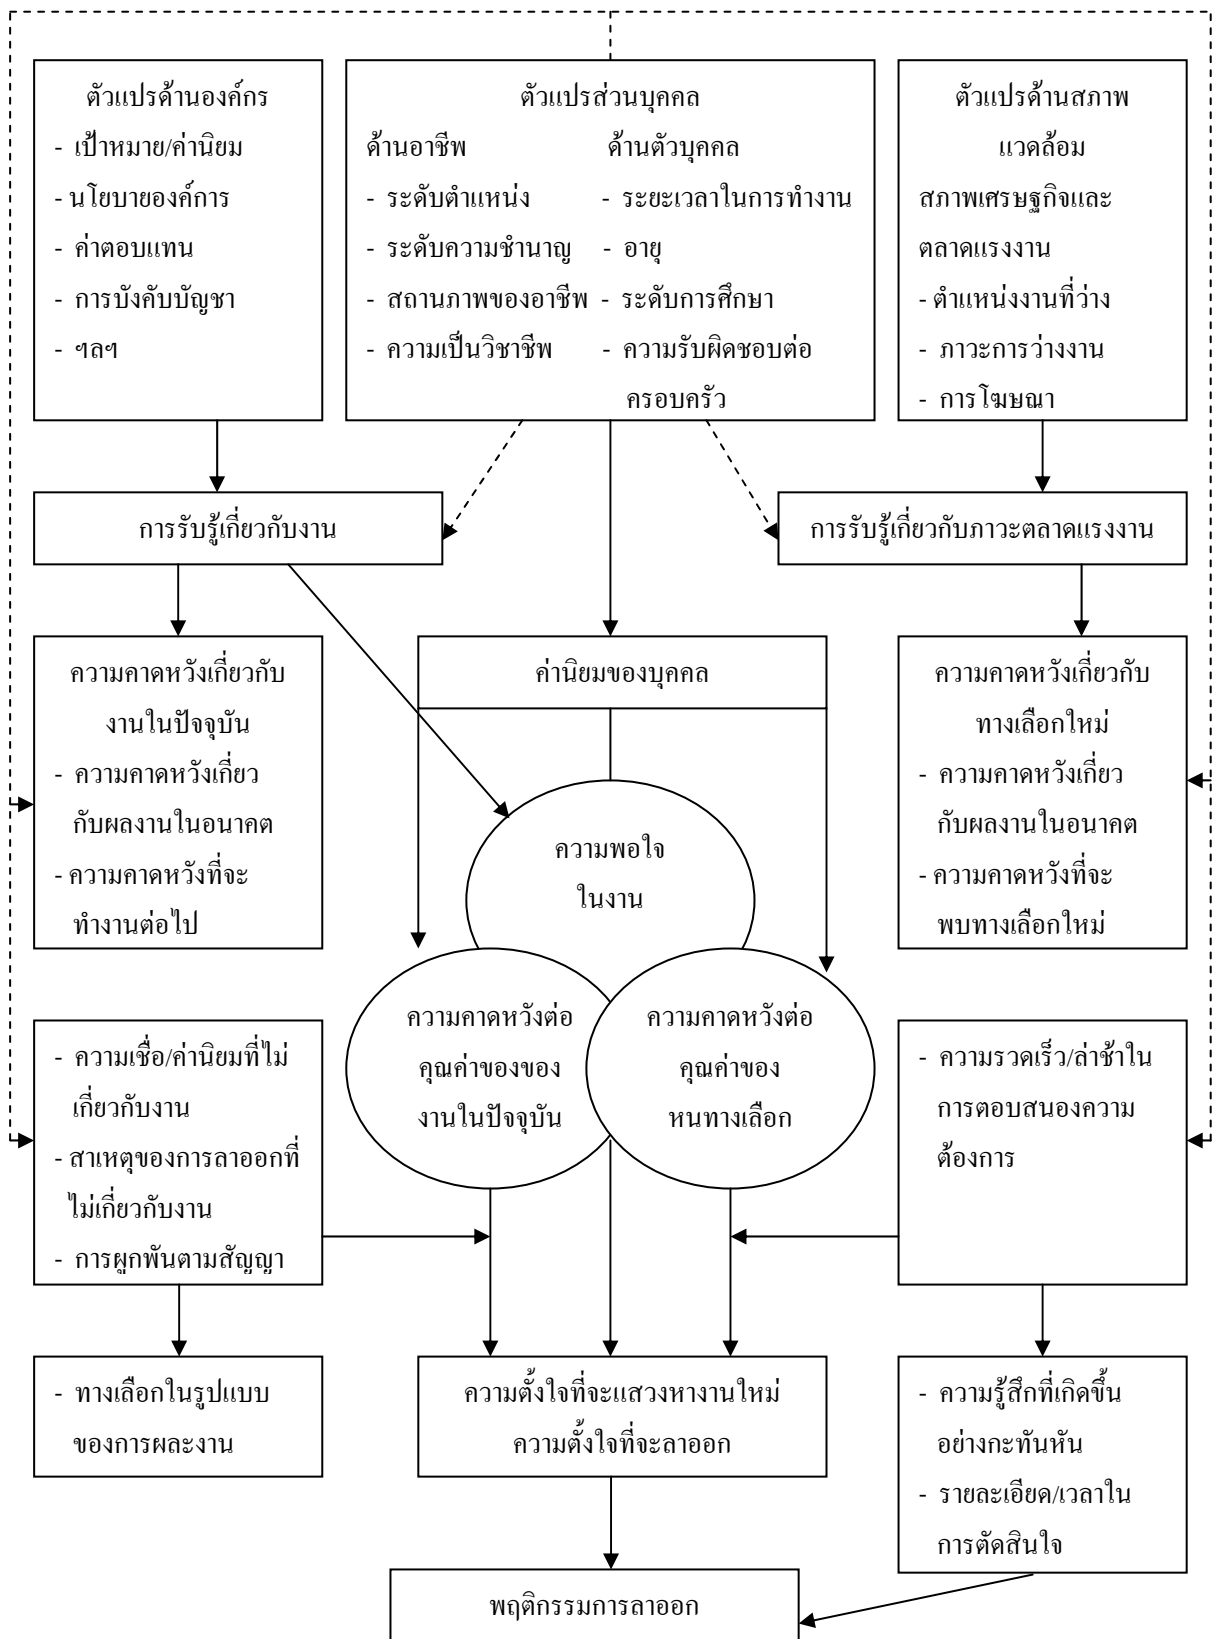 ตัวแปรด้านองค์กร
- เป้าหมาย/ค่านิยม
- นโยบายองค์การ
- ค่าตอบแทน
- การบังคับบัญชา
- ฯลฯ
ตัวแปรส่วนบุคคล
ด้านอาชีพ
- ระดับตำแหน่ง
- ระดับความชำนาญ
- สถานภาพของอาชีพ
- ความเป็นวิชาชีพ
ด้านตัวบุคคล
- ระยะเวลาในการทำงาน
- อายุ
- ระดับการศึกษา
- ความรับผิดชอบต่อ
ครอบครัว
ตัวแปรด้านสภาพ
แวดล้อม
สภาพเศรษฐกิจและ
ตลาดแรงงาน
- ตำแหน่งงานที่ว่าง
- ภาวะการว่างงาน
- การโฆษณา
การรับรู้เกี่ยวกับงาน
การรับรู้เกี่ยวกับภาวะตลาดแรงงาน
ความคาดหวังเกี่ยวกับ
งานในปัจจุบัน
- ความคาดหวังเกี่ยว
กับผลงานในอนาคต
- ความคาดหวังที่จะ
ทำงานต่อไป
ค่านิยมของบุคคล
ความคาดหวังเกี่ยวกับ
ทางเลือกใหม่
- ความคาดหวังเกี่ยว
กับผลงานในอนาคต
- ความคาดหวังที่จะ
พบทางเลือกใหม่
ความพอใจ
ในงาน
ความคาดหวังต่อ
คุณค่าของของ
งานในปัจจุบัน
ความคาดหวังต่อ
คุณค่าของ
หนทางเลือก
- ความเชื่อ/ค่านิยมที่ไม่
เกี่ยวกับงาน
- สาเหตุของการลาออกที่
ไม่เกี่ยวกับงาน
- การผูกพันตามสัญญา
- ความรวดเร็ว/ล่าช้าใน
การตอบสนองความ
ต้องการ
- ทางเลือกในรูปแบบ
ของการผละงาน
ความตั้งใจที่จะแสวงหางานใหม่
ความตั้งใจที่จะลาออก
- ความรู้สึกที่เกิดขึ้น
อย่างกะทันหัน
- รายละเอียด/เวลาใน
การตัดสินใจ
พฤติกรรมการลาออก